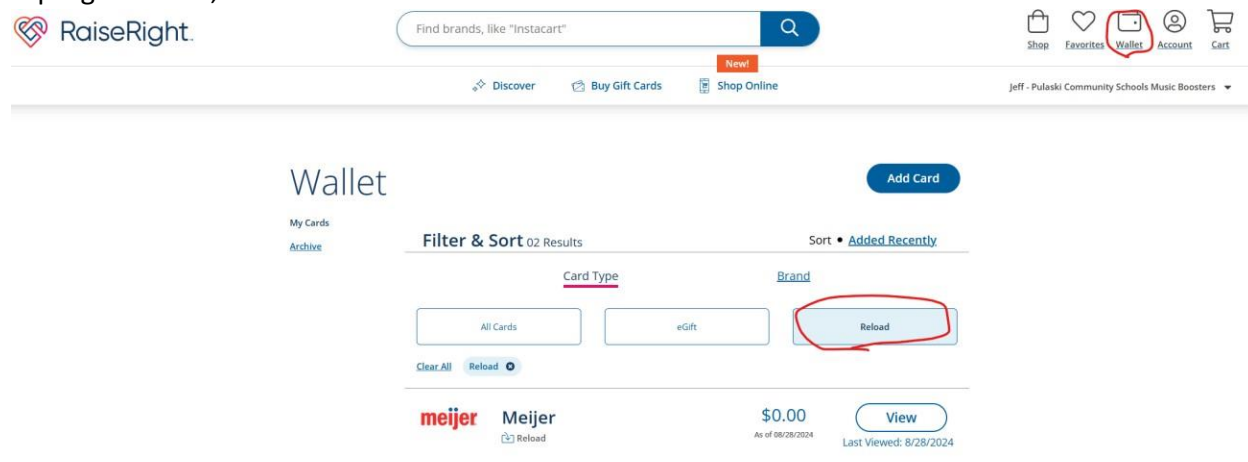 RaiseRight.
Find brands, like "Instacart"
Shop Favorites Wallet Account Cart
New!
Discover Buy Gift Cards Shop Online
Jeff - Pulaski Community Schools Music Boosters
Wallet
Add Card
My Cards
Archive
Filter & Sort 02 Results
Sort • Added Recently
Card Type Brand
All Cards eGift Reload
Clear All Reload
meijer Meijer $0.00 View
Reload As of 08/28/2024 Last Viewed: 8/28/2024